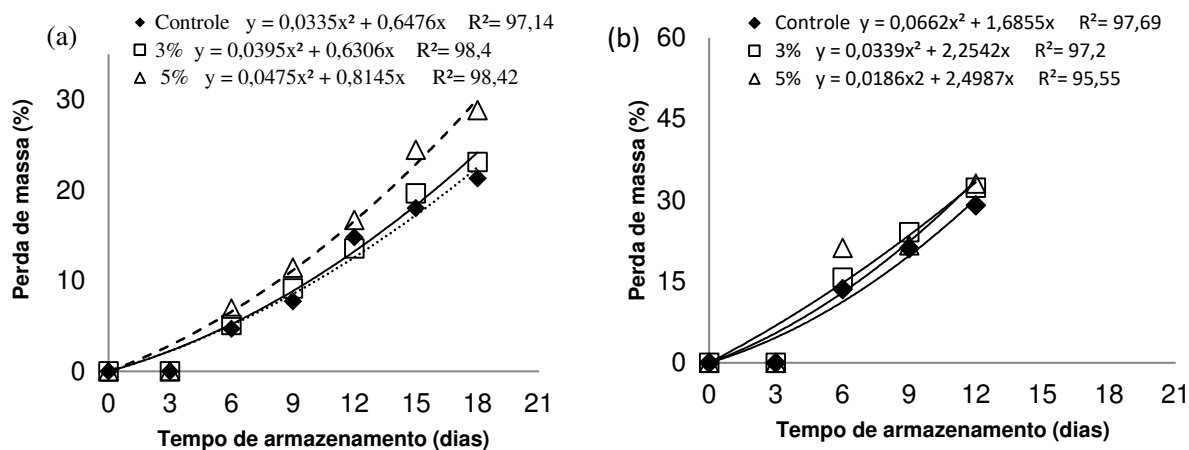 (a)
Controle y = 0,0335x² + 0,6476x R²= 97,14
3% y = 0,0395x² + 0,6306x R²= 98,4
5% y = 0,0475x² + 0,8145x R²= 98,42
Perda de massa (%)
30
20
10
0
0 3 6 9 12 15 18 21
Tempo de armazenamento (dias)
(b)
Controle y = 0,0662x² + 1,6855x R²= 97,69
3% y = 0,0339x² + 2,2542x R²= 97,2
5% y = 0,0186x2 + 2,4987x R²= 95,55
Perda de massa (%)
60
45
30
15
0
0 3 6 9 12 15 18 21
Tempo de armazenamento (dias)